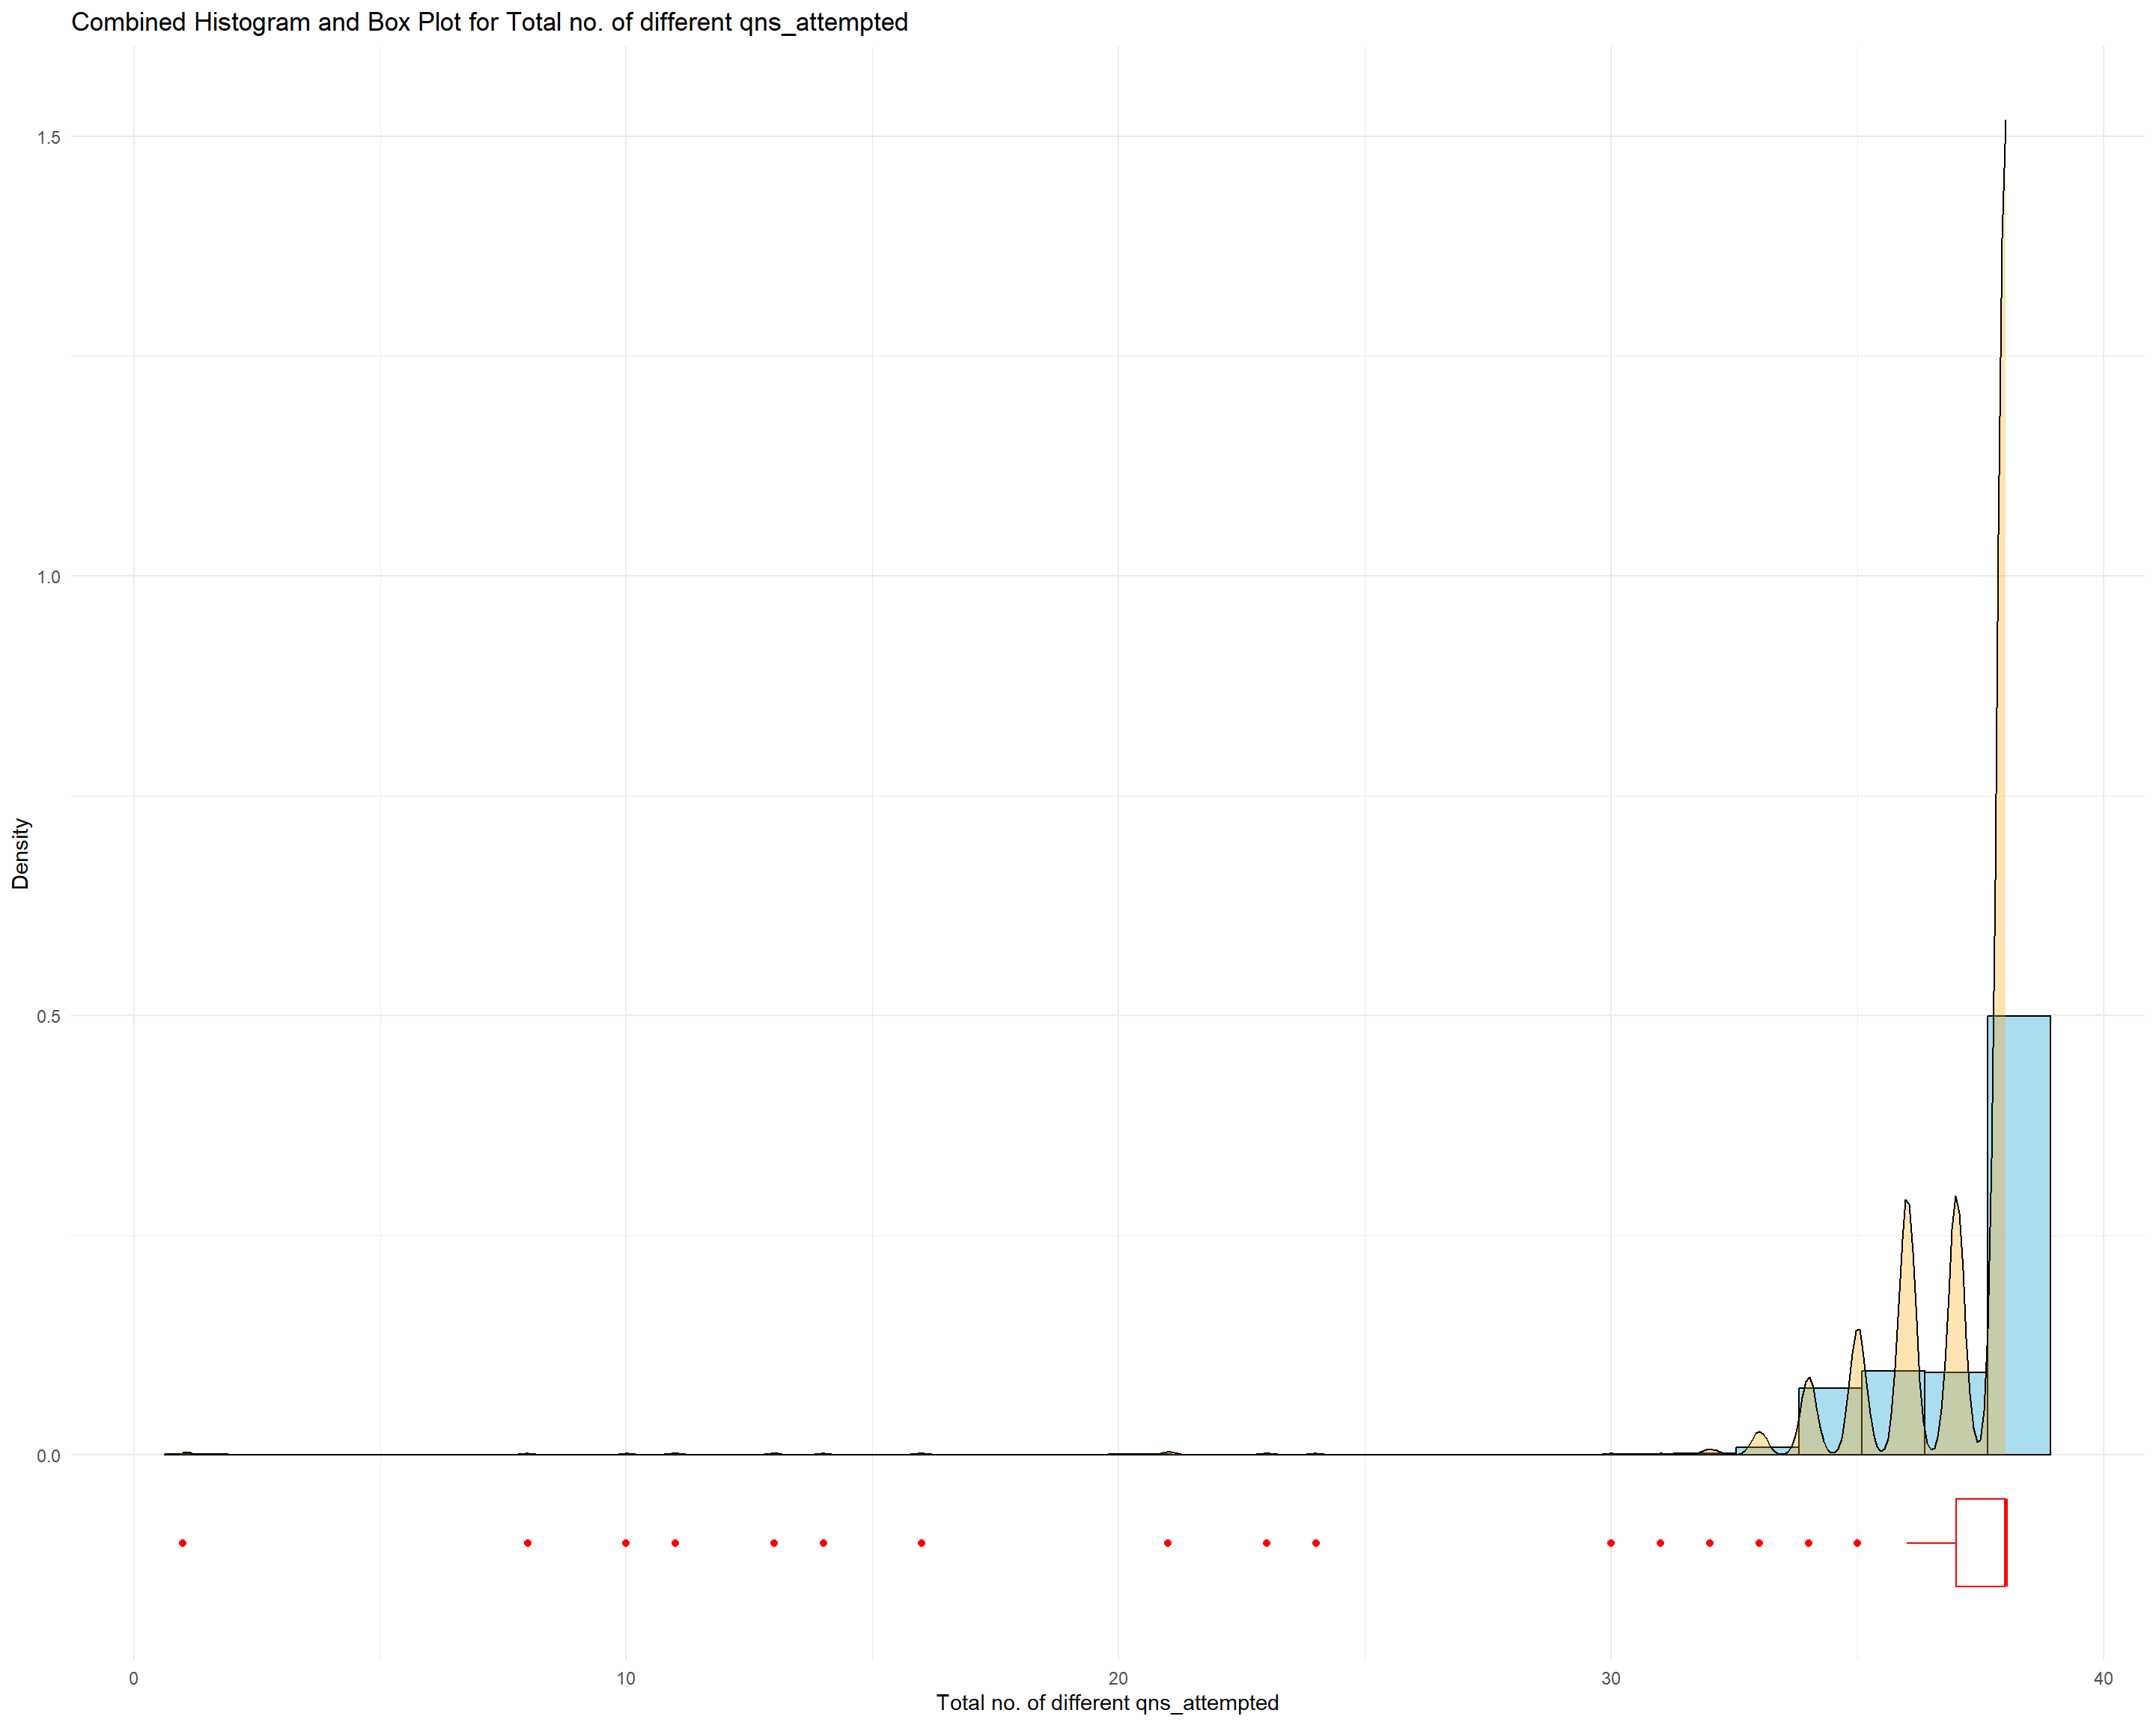 Combined Histogram and Box Plot for Total no. of different qns_attempted
1.5
1.0
0.5
0.0
Density
0 10 20 30 40
Total no. of different qns_attempted